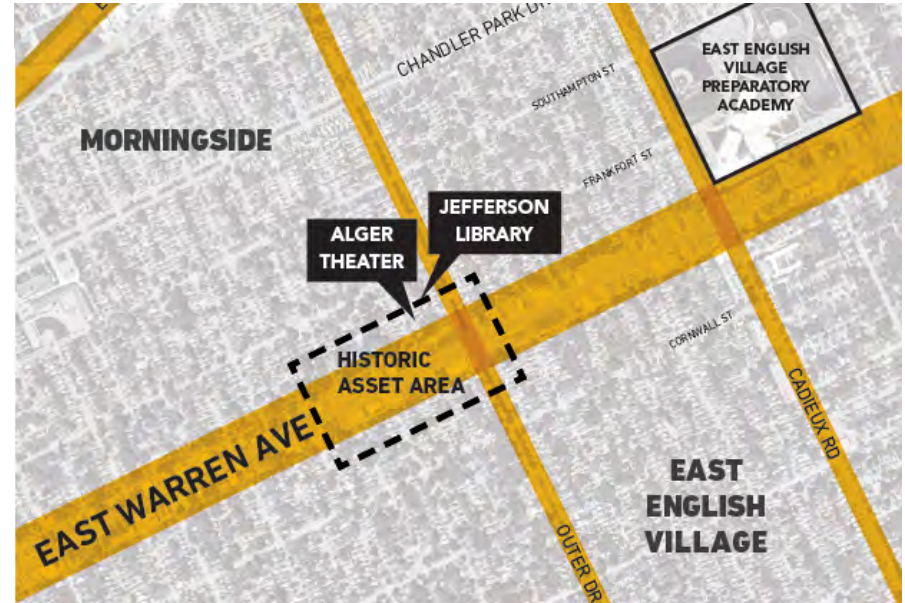 CHANDLER PARK DR
EAST ENGLISH
VILLAGE
PREPARATORY
ACADEMY
SOUTHAMPTON ST
MORNINGSIDE
FRANKFORT ST
JEFFERSON
LIBRARY
ALGER
THEATER
CORNWALL ST
HISTORIC
ASSET AREA
CADIEUX RD
EAST WARREN AVE
EAST
ENGLISH
VILLAGE
OUTER DR